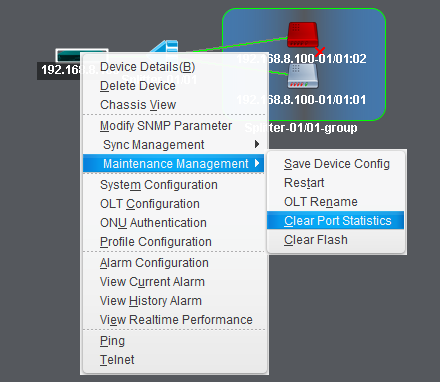 192.168.8.100-01/01:02
192.168.8.
192.168.8.100-01/01:01
Splitter-01/01-group
Device Details(B)
Delete Device
Chassis View
Modify SNMP Parameter
Sync Management
Maintenance Management
System Configuration
OLT Configuration
ONU Authentication
Profile Configuration
Alarm Configuration
View Current Alarm
View History Alarm
View Realtime Performance
Ping
Telnet
Save Device Config
Restart
OLT Rename
Clear Port Statistics
Clear Flash